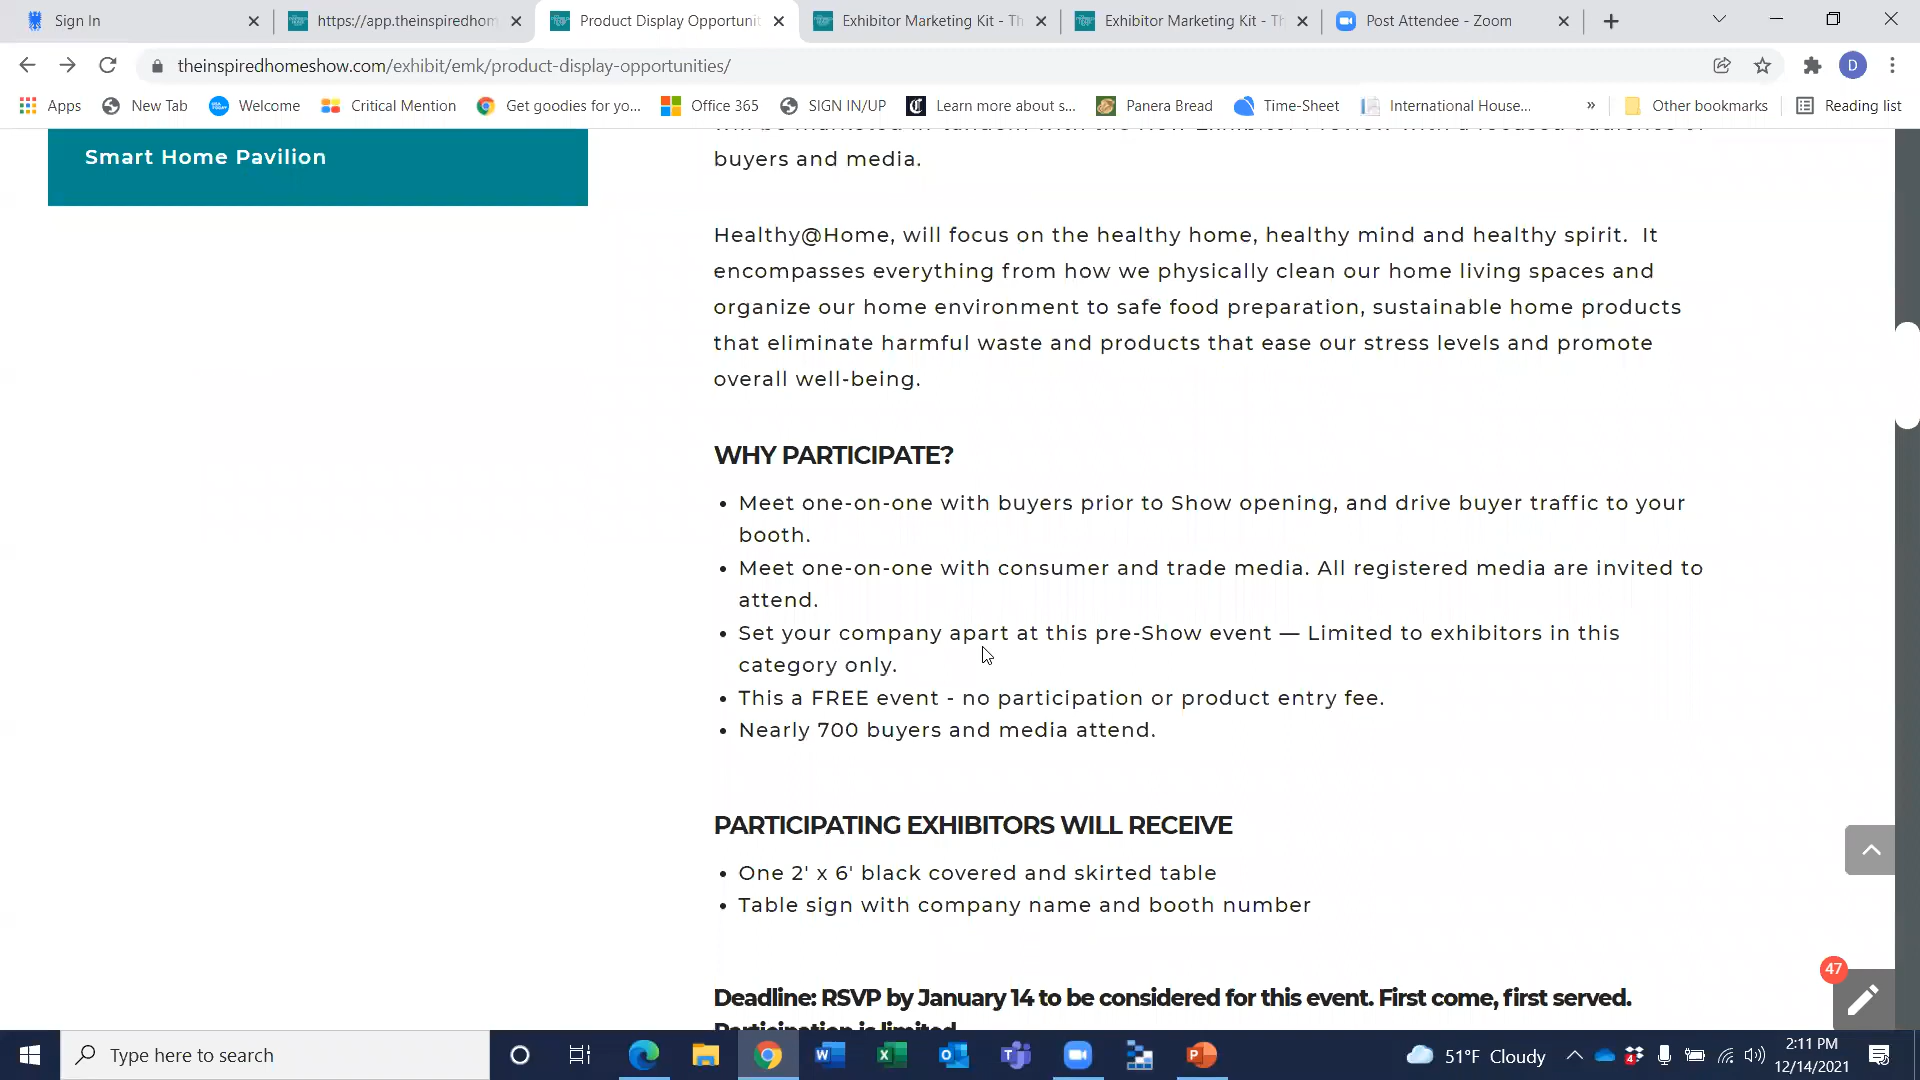 Sign In
https://app.theinspiredhom
Product Display Opportunit
Exhibitor Marketing Kit - Th
Exhibitor Marketing Kit - Th
Post Attendee - Zoom
theinspiredhomeshow.com/exhibit/emk/product-display-opportunities/
D
Apps
New Tab
Welcome
Critical Mention
Get goodies for yo...
Office 365
SIGN IN/UP
Learn more about s...
Panera Bread
Time-Sheet
International House...
»
Other bookmarks
Reading list
Smart Home Pavilion
buyers and media.
Healthy@Home, will focus on the healthy home, healthy mind and healthy spirit. It
encompasses everything from how we physically clean our home living spaces and
organize our home environment to safe food preparation, sustainable home products
that eliminate harmful waste and products that ease our stress levels and promote
overall well-being.
WHY PARTICIPATE?
• Meet one-on-one with buyers prior to Show opening, and drive buyer traffic to your
booth.
• Meet one-on-one with consumer and trade media. All registered media are invited to
attend.
• Set your company apart at this pre-Show event — Limited to exhibitors in this
category only.
• This a FREE event - no participation or product entry fee.
• Nearly 700 buyers and media attend.
PARTICIPATING EXHIBITORS WILL RECEIVE
• One 2' x 6' black covered and skirted table
• Table sign with company name and booth number
47
Deadline: RSVP by January 14 to be considered for this event. First come, first served.
Participation is limited
Type here to search
51°F Cloudy
2:11 PM
12/14/2021